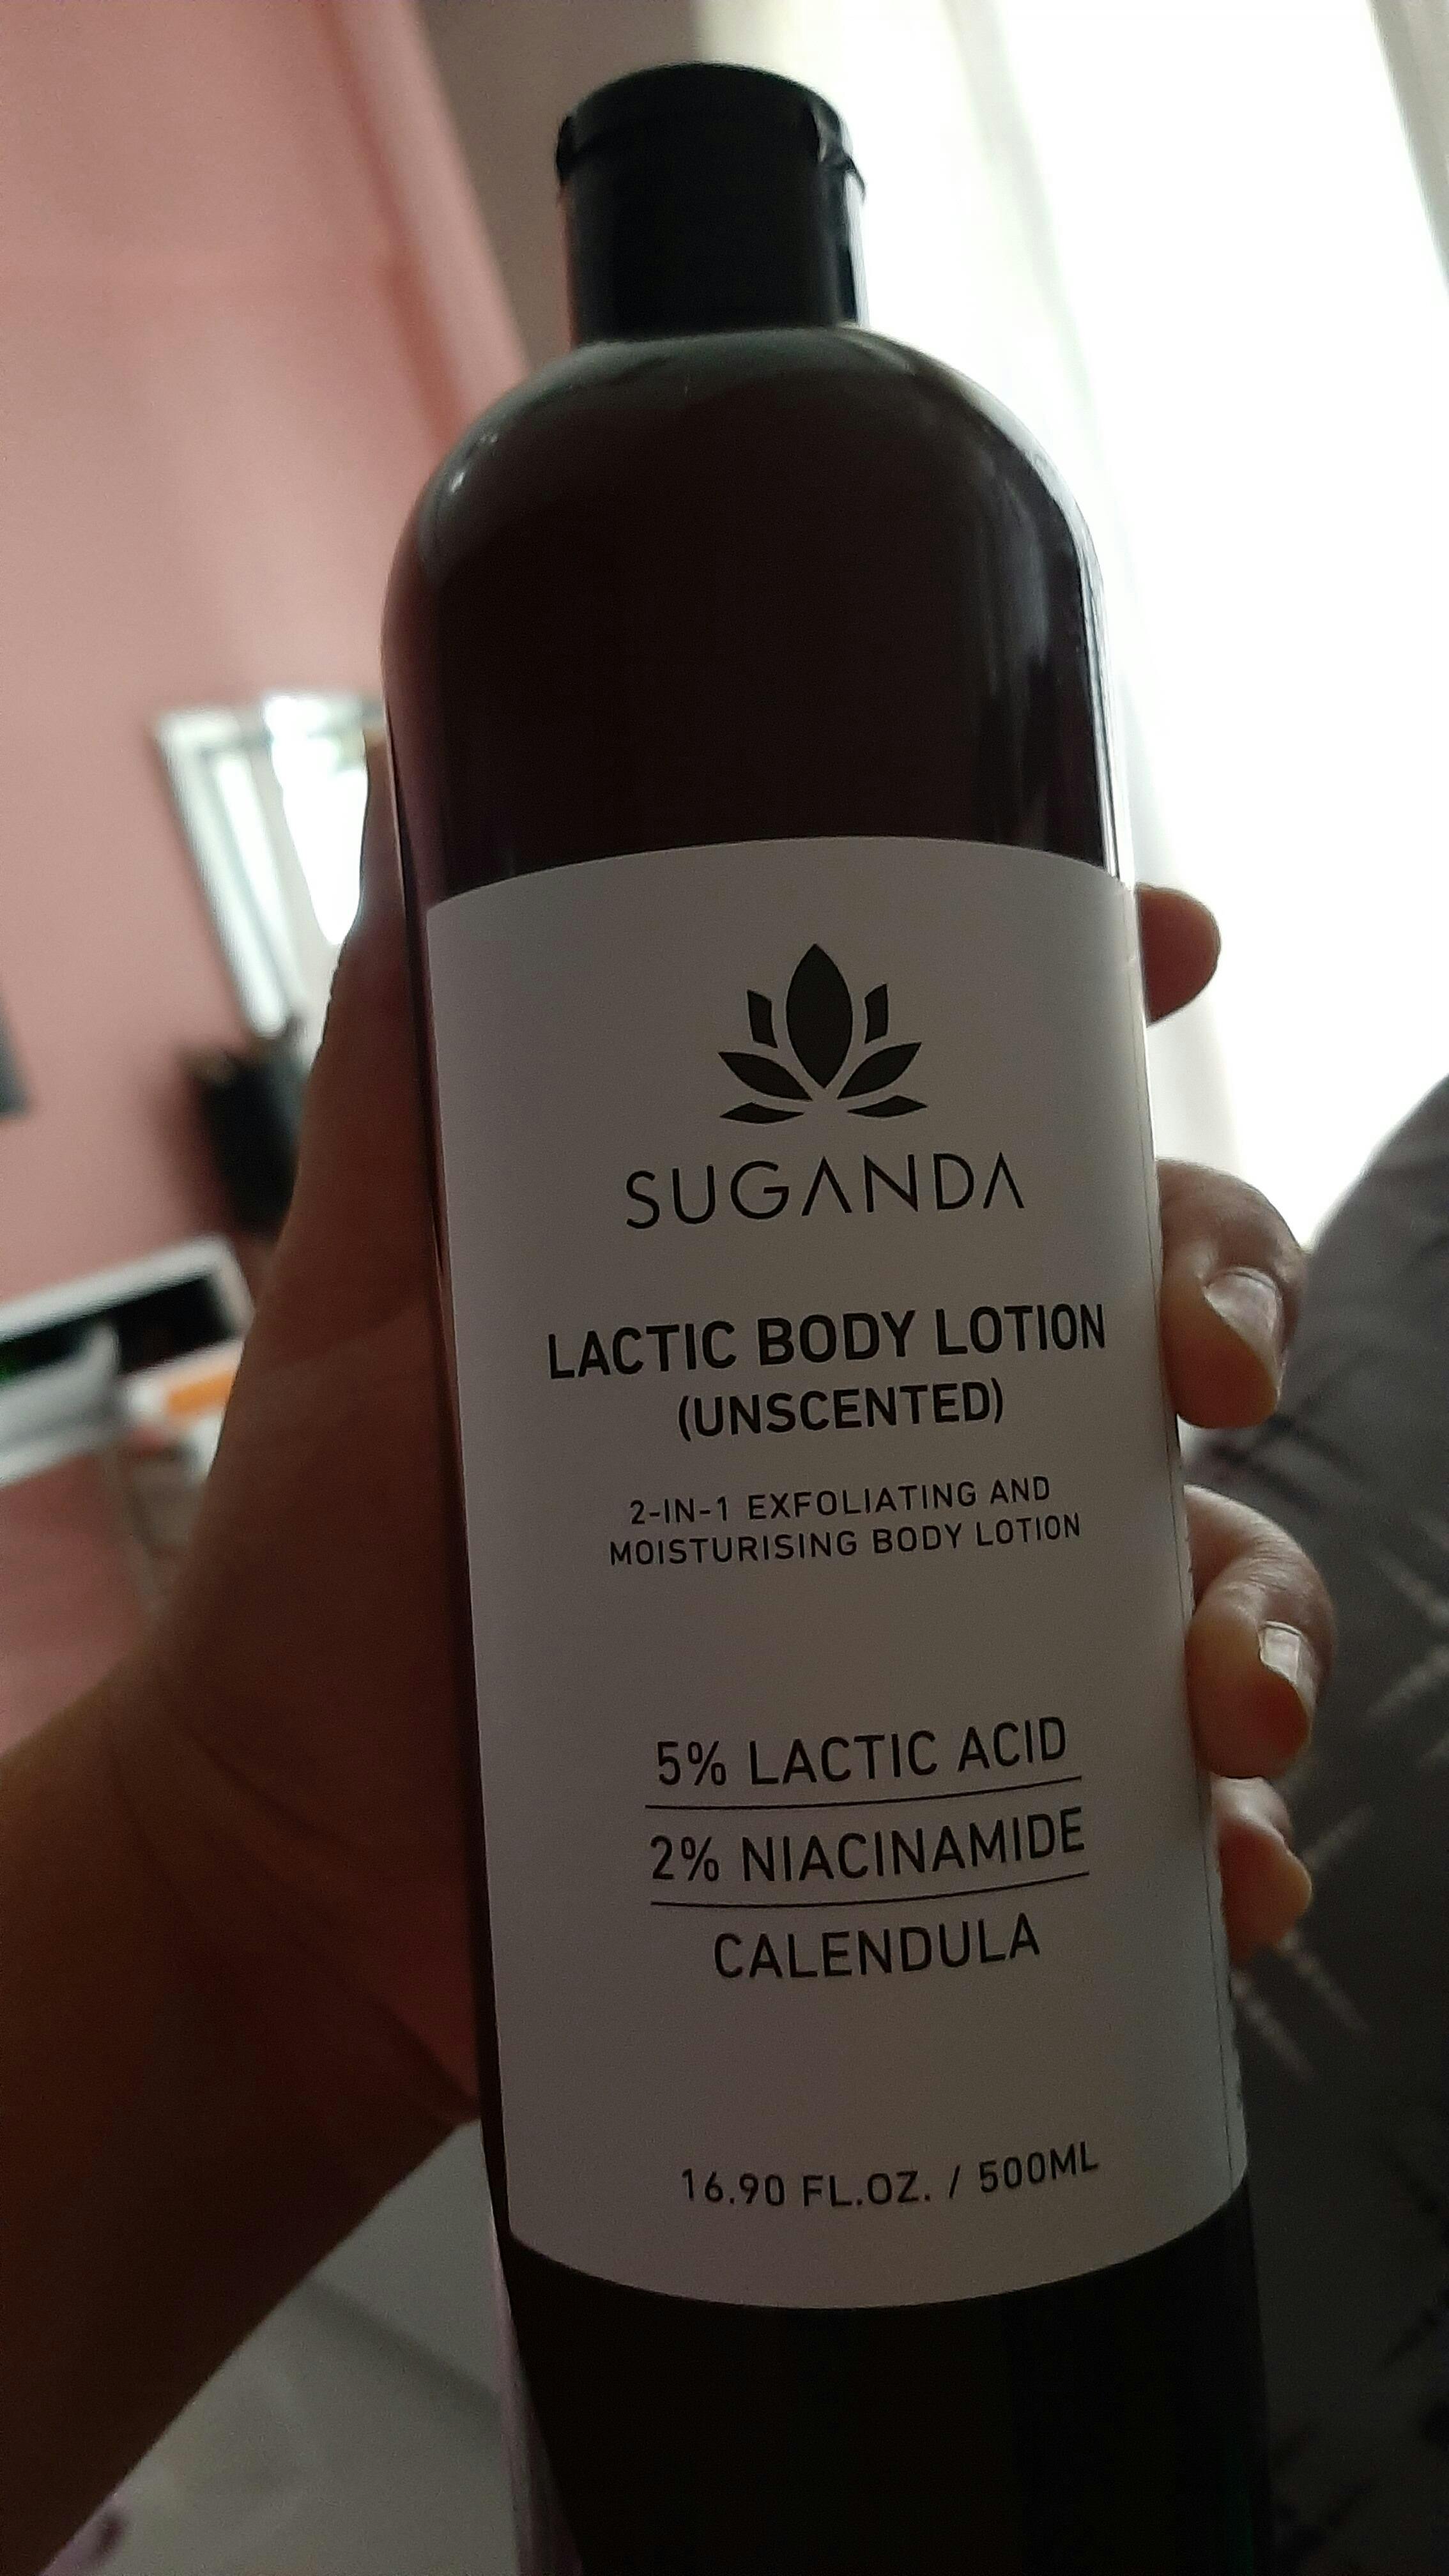 SUGANDA
LACTIC BODY LOTION
(UNSCENTED)
2-IN-1 EXFOLIATING AND
MOISTURISING BODY LOTION
5% LACTIC ACID
2% NIACINAMIDE
CALENDULA
16.90 FL.OZ. / 500ML